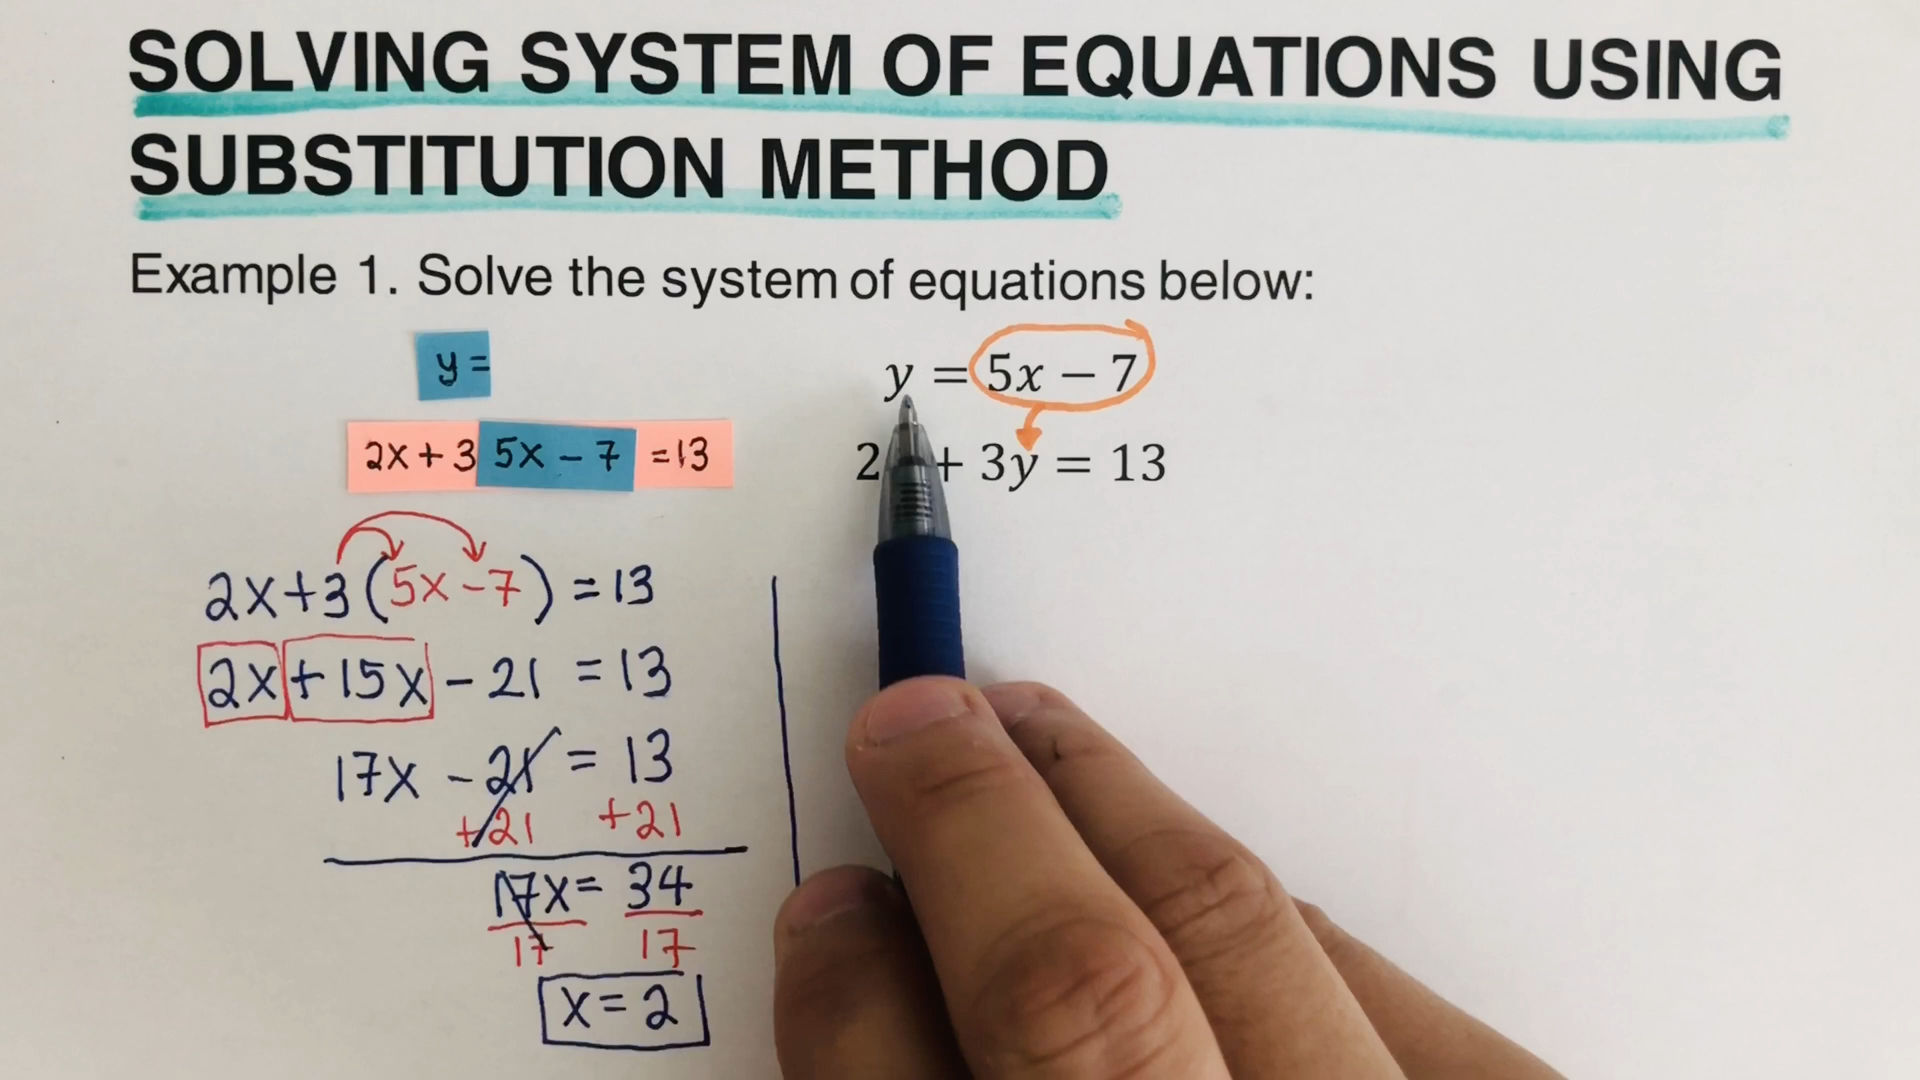 SOLVING SYSTEM OF EQUATIONS USING
SUBSTITUTION METHOD
Example 1. Solve the system of equations below:
y =
2x + 3 5x - 7 = 13
y = 5x − 7
2 + 3y = 13
2x + 3 (5x - 7) = 13
2x + 15x - 21 = 13
17x - 21 = 13
+21 +21
17x = 34
17 17
x = 2